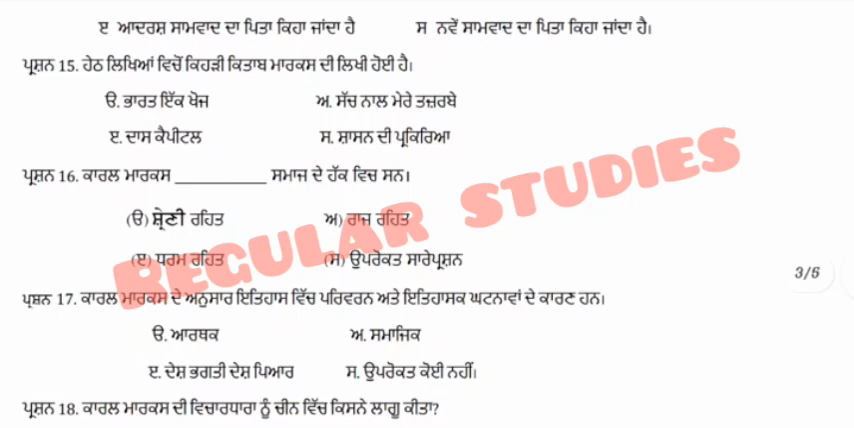 ੲ ਆਦਰਸ਼ ਸਾਮਵਾਦ ਦਾ ਪਿਤਾ ਕਿਹਾ ਜਾਂਦਾ ਹੈ ਸ ਨਵੇਂ ਸਾਮਵਾਦ ਦਾ ਪਿਤਾ ਕਿਹਾ ਜਾਂਦਾ ਹੈ।
ਪ੍ਰਸ਼ਨ 15. ਹੇਠ ਲਿਖਿਆਂ ਵਿਚੋਂ ਕਿਹੜੀ ਕਿਤਾਬ ਮਾਰਕਸ ਦੀ ਲਿਖੀ ਹੋਈ ਹੈ।
ੳ. ਭਾਰਤ ਇੱਕ ਖੋਜ ਅ. ਸੱਚ ਨਾਲ ਮੇਰੇ ਤਜ਼ਰਬੇ
ੲ. ਦਾਸ ਕੈਪੀਟਲ ਸ. ਸ਼ਾਸਨ ਦੀ ਪ੍ਰਕਿਰਿਆ
ਪ੍ਰਸ਼ਨ 16. ਕਾਰਲ ਮਾਰਕਸ __________ ਸਮਾਜ ਦੇ ਹੱਕ ਵਿਚ ਸਨ।
(ੳ) ਸ਼੍ਰੇਣੀ ਰਹਿਤ ਅ) ਰਾਜ ਰਹਿਤ
(ੲ) ਧਰਮ ਰਹਿਤ (ਸ) ਉਪਰੋਕਤ ਸਾਰੇਪ੍ਰਸ਼ਨ
REGULAR STUDIES
3/5
ਪ੍ਰਸ਼ਨ 17. ਕਾਰਲ ਮਾਰਕਸ ਦੇ ਅਨੁਸਾਰ ਇਤਿਹਾਸ ਵਿੱਚ ਪਰਿਵਰਨ ਅਤੇ ਇਤਿਹਾਸਕ ਘਟਨਾਵਾਂ ਦੇ ਕਾਰਣ ਹਨ।
ੳ. ਆਰਥਕ ਅ. ਸਮਾਜਿਕ
ੲ. ਦੇਸ਼ ਭਗਤੀ ਦੇਸ਼ ਪਿਆਰ ਸ. ਉਪਰੋਕਤ ਕੋਈ ਨਹੀਂ।
ਪ੍ਰਸ਼ਨ 18. ਕਾਰਲ ਮਾਰਕਸ ਦੀ ਵਿਚਾਰਧਾਰਾ ਨੂੰ ਚੀਨ ਵਿੱਚ ਕਿਸਨੇ ਲਾਗੂ ਕੀਤਾ?